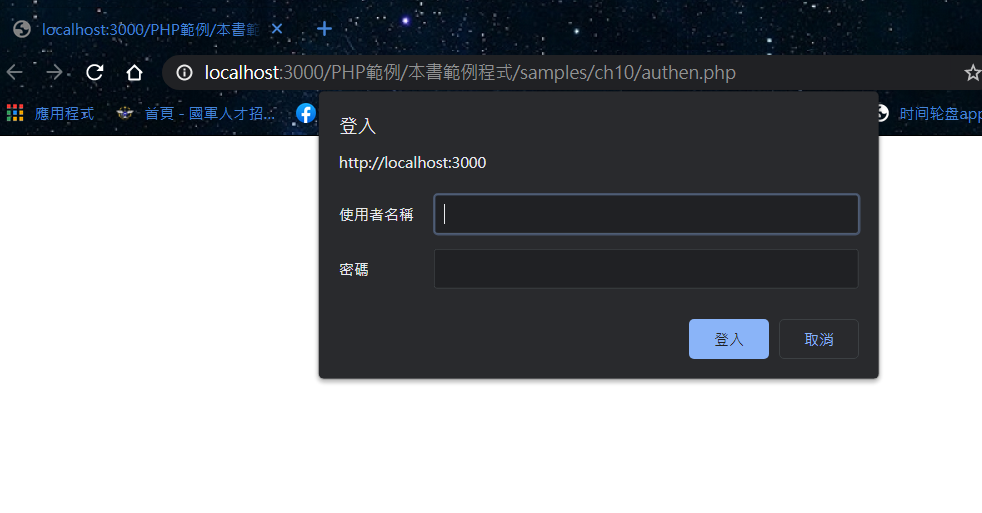 localhost:3000/PHP範例/本書範
localhost:3000/PHP範例/本書範例程式/samples/ch10/authen.php
應用程式 首頁 - 國軍人才招... 时间轮盘app
登入
http://localhost:3000
使用者名稱
密碼
登入 取消